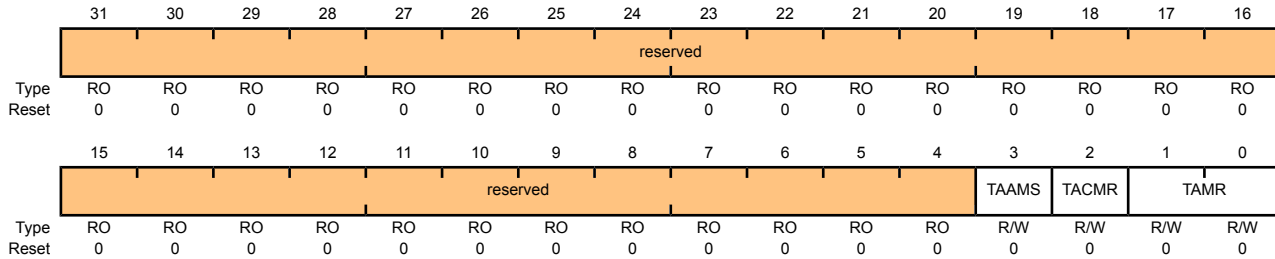 31 30 29 28 27 26 25 24 23 22 21 20 19 18 17 16
reserved
Type RO RO RO RO RO RO RO RO RO RO RO RO RO RO RO RO
Reset 0 0 0 0 0 0 0 0 0 0 0 0 0 0 0 0
15 14 13 12 11 10 9 8 7 6 5 4 3 2 1 0
reserved TAAMS TACMR TAMR
Type RO RO RO RO RO RO RO RO RO RO RO RO R/W R/W R/W R/W
Reset 0 0 0 0 0 0 0 0 0 0 0 0 0 0 0 0